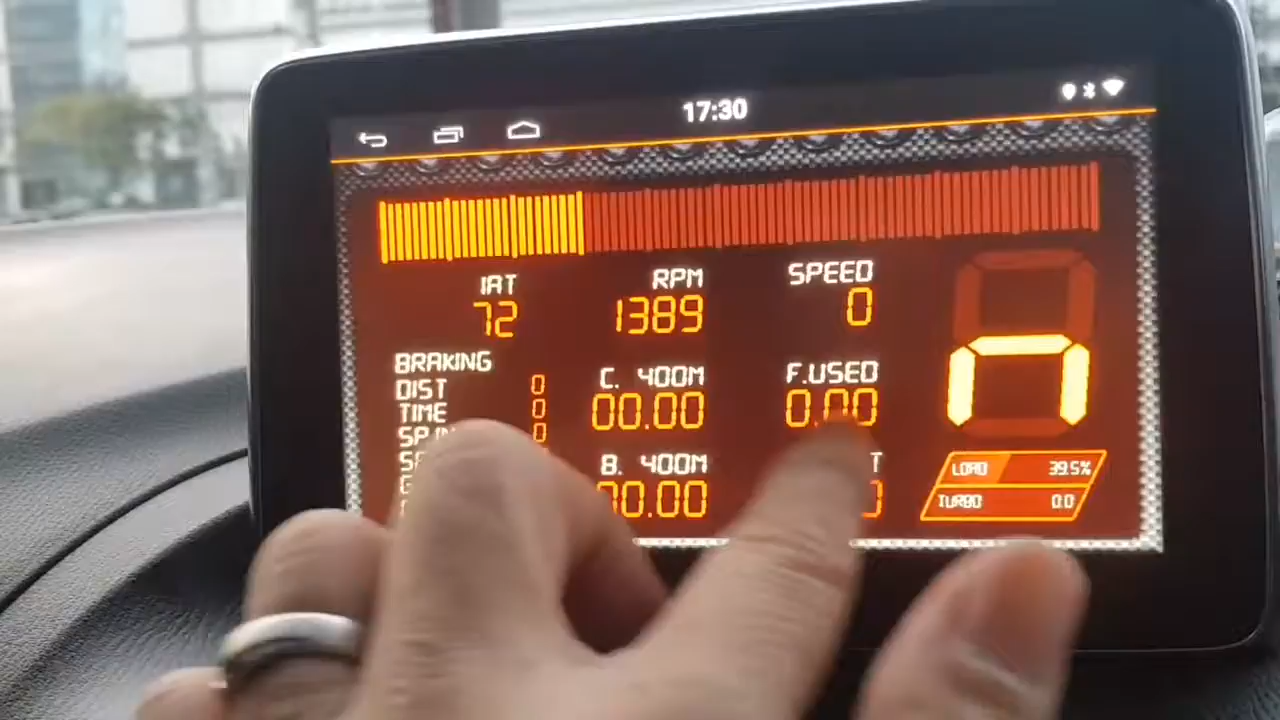 17:30
IAT
72
RPM
1389
SPEED
0
BRAKING
DIST 0
TIME 0
0
C. 400M
00.00
F.USED
0.00
B. 400M
00.00
LOAD 39.5%
TURBO 0.0